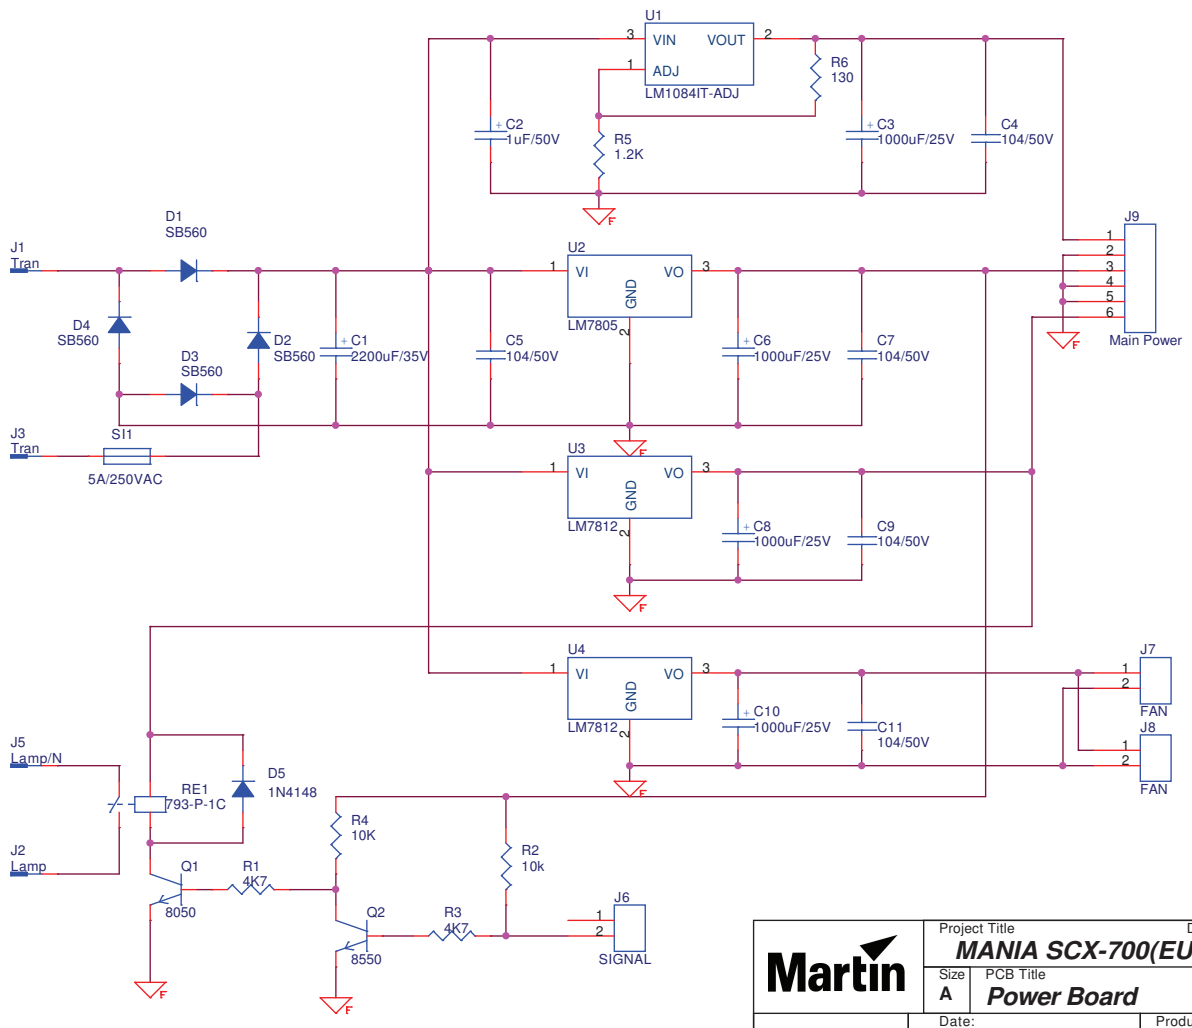 U1
3 VIN VOUT 2
1 ADJ
LM1084IT-ADJ
R6
130
+ C2
1uF/50V
R5
1.2K
+ C3
1000uF/25V
C4
104/50V
F
D1
SB560
J1
Tran
D4
SB560
D3
SB560
D2
SB560
+ C1
2200uF/35V
C5
104/50V
U2
1 VI VO 3
GND
2
LM7805
+ C6
1000uF/25V
C7
104/50V
F
J9
1
2
3
4
5
6
Main Power
F
J3
Tran
SI1
5A/250VAC
U3
1 VI VO 3
GND
2
LM7812
+ C8
1000uF/25V
C9
104/50V
F
U4
1 VI VO 3
GND
2
LM7812
+ C10
1000uF/25V
C11
104/50V
F
J7
1
2
FAN
J8
1
2
FAN
J5
Lamp/N
RE1
793-P-1C
D5
1N4148
J2
Lamp
R4
10K
R2
10k
Q1
8050
R1
4K7
Q2
8550
R3
4K7
J6
1
2
SIGNAL
F
F
Martin
Project Title D
MANIA SCX-700(EU
Size PCB Title
A Power Board
Date: Produ